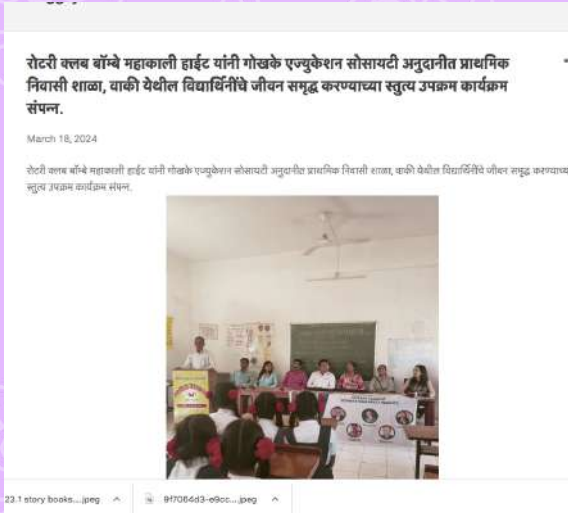 रोटरी क्लब बॉम्बे महाकाली हाईट यांनी गोखके एज्युकेशन सोसायटी अनुदानीत प्राथमिक
निवासी शाळा, वाकी येथील विद्यार्थिनींचे जीवन समृद्ध करण्याच्या स्तुत्य उपक्रम कार्यक्रम
संपन्न.
March 18, 2024
रोटरी क्लब बॉम्बे महाकाली हाईट यांनी गोखके एज्युकेशन सोसायटी अनुदानीत प्राथमिक निवासी शाळा, वाकी येथील विद्यार्थिनींचे जीवन समृद्ध करण्याच्या
स्तुत्य उपक्रम कार्यक्रम संपन्न.
23.1 story books....jpeg
9f7064d3-e9cc....jpeg